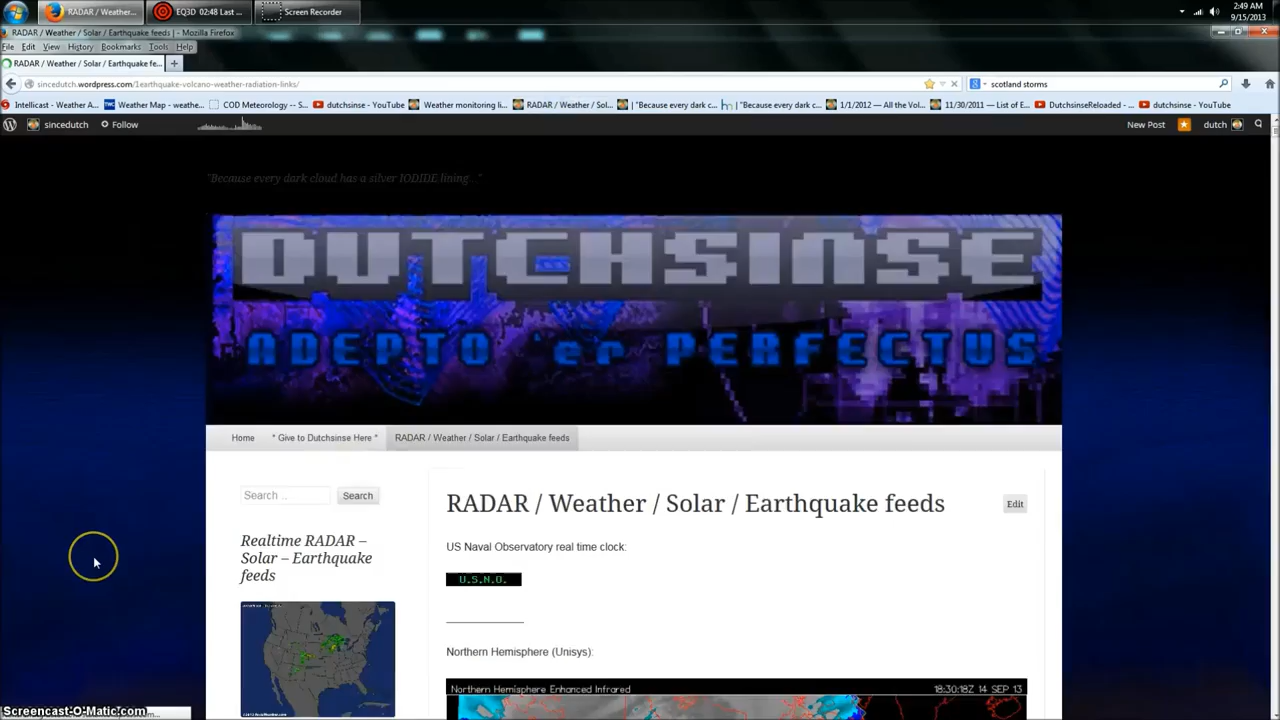 RADAR / Weather...
EQ3D 02:48 Last ...
Screen Recorder
2:49 AM
9/15/2013
RADAR / Weather / Solar / Earthquake feeds | - Mozilla Firefox
File Edit View History Bookmarks Tools Help
RADAR / Weather / Solar / Earthquake fe...
sincedutch.wordpress.com/1earthquake-volcano-weather-radiation-links/
scotland storms
Intellicast - Weather A... Weather Map - weathe... COD Meteorology -- S... dutchsinse - YouTube Weather monitoring li... RADAR / Weather / Sol... | "Because every dark c... | "Because every dark c... 1/1/2012 — All the Vol... 11/30/2011 — List of E... DutchsinseReloaded - ... dutchsinse - YouTube
sincedutch Follow New Post dutch
"Because every dark cloud has a silver IODIDE lining.."
DUTCHSINSE
ADEPTO 'er PERFECTUS
Home * Give to Dutchsinse Here * RADAR / Weather / Solar / Earthquake feeds
Search .. Search
RADAR / Weather / Solar / Earthquake feeds
Edit
Realtime RADAR –
Solar – Earthquake
feeds
US Naval Observatory real time clock:
U.S.N.O.
Northern Hemisphere (Unisys):
Northern Hemisphere Enhanced Infrared 18:30:18Z 14 SEP 13
Screencast-O-Matic.com